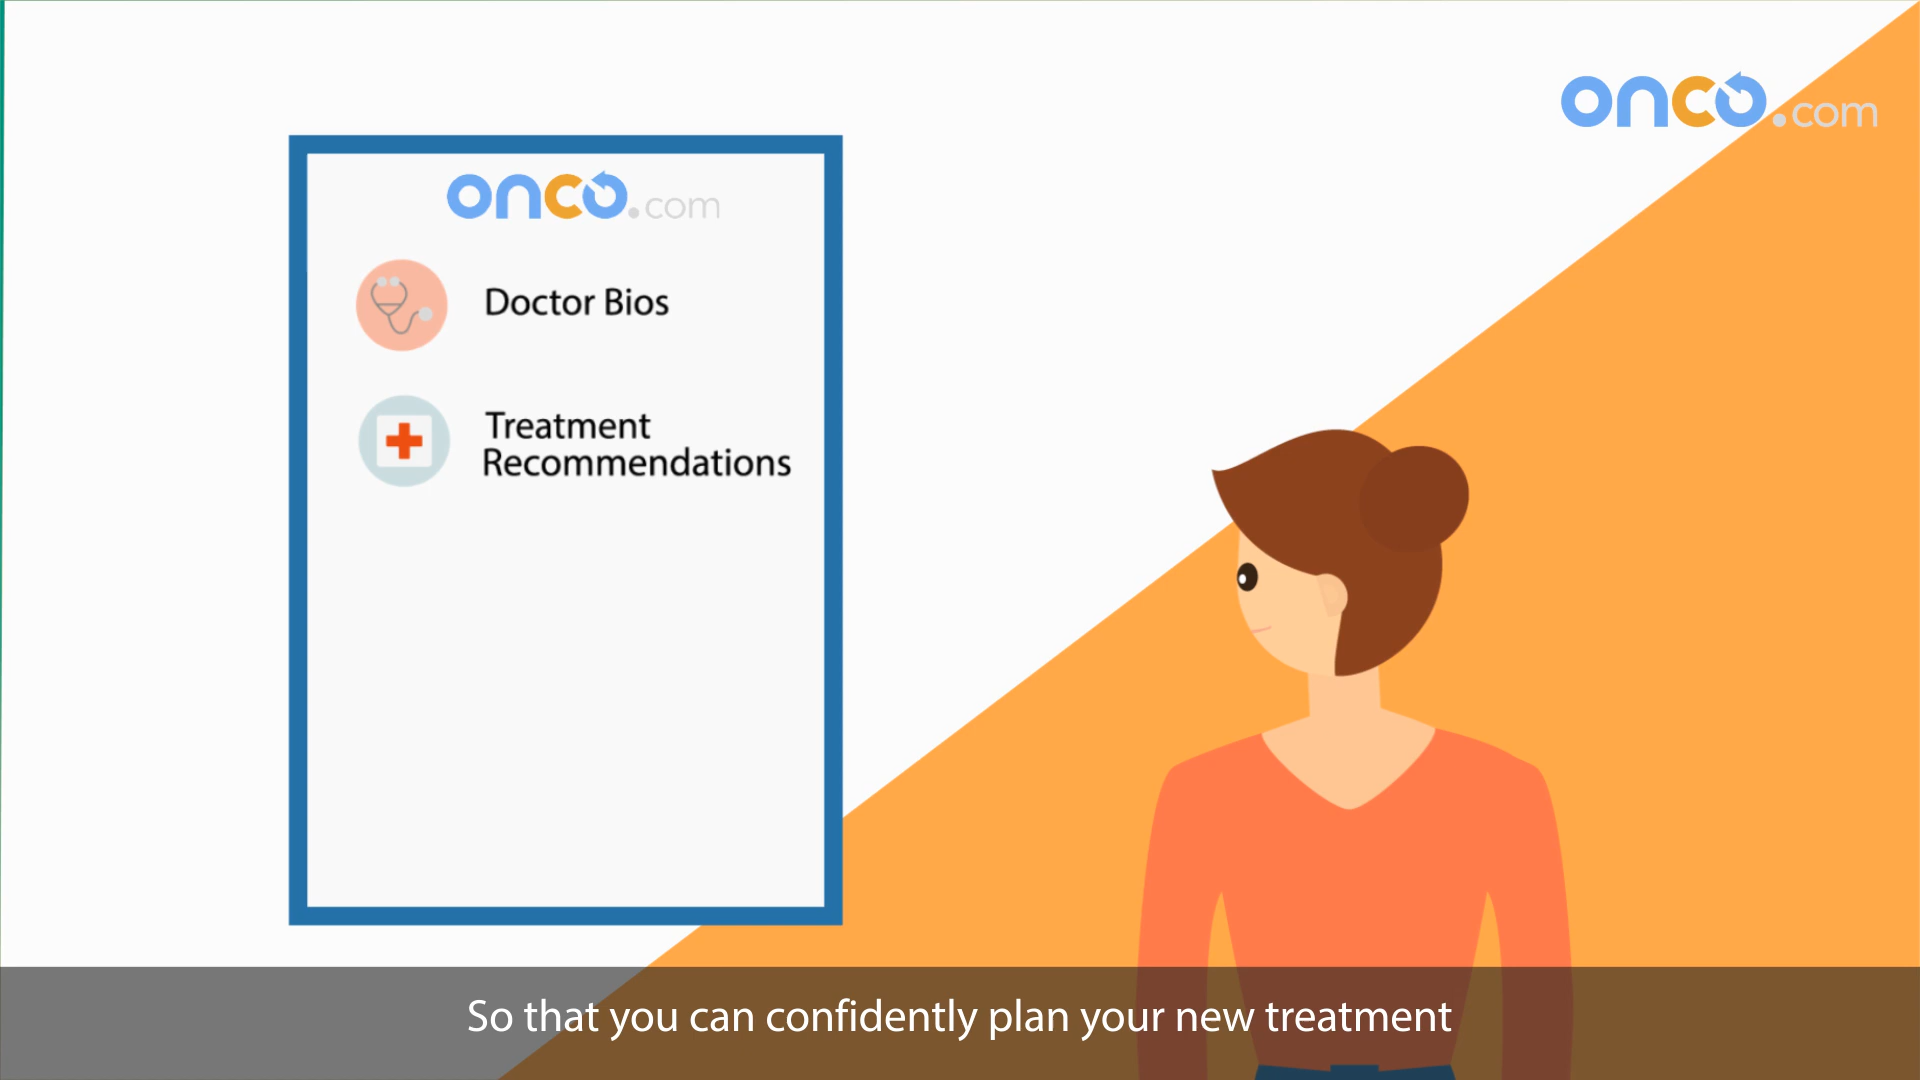 onco.com
onco.com
Doctor Bios
Treatment
Recommendations
So that you can confidently plan your new treatment